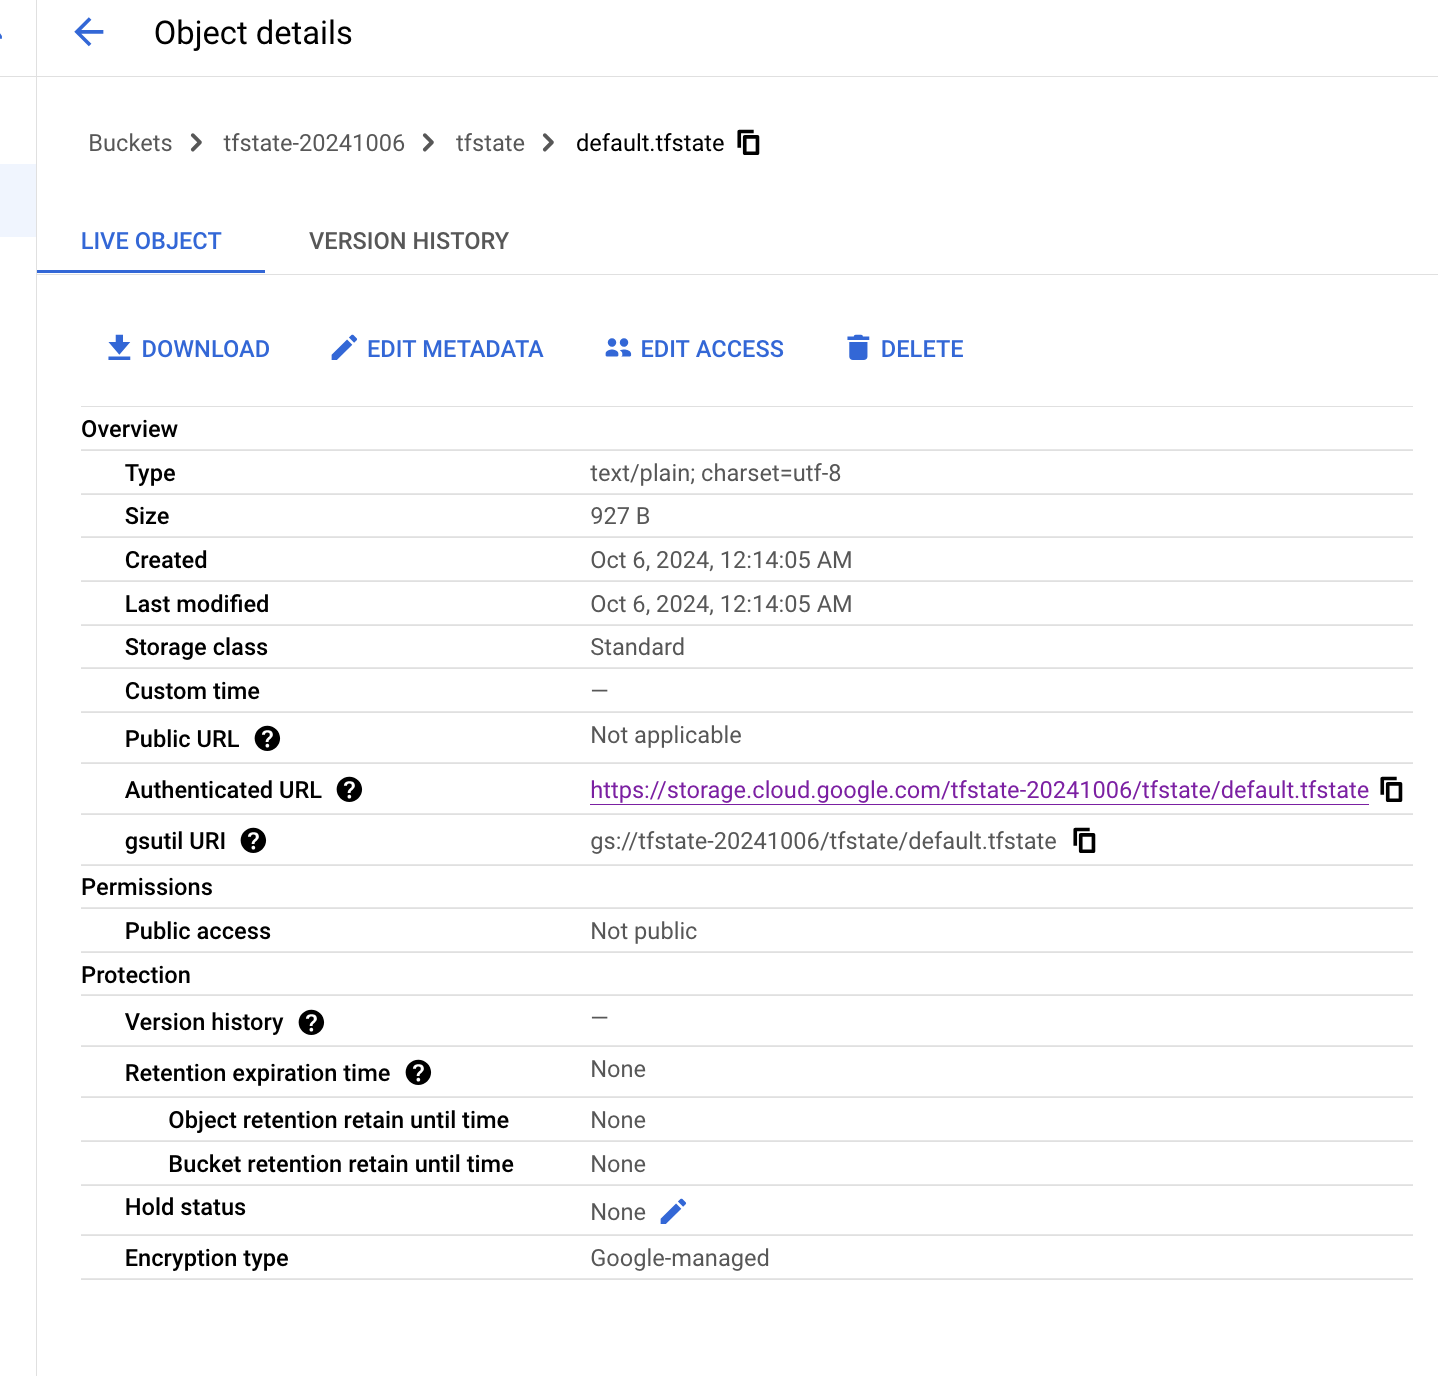 Object details
Buckets tfstate-20241006 tfstate default.tfstate
LIVE OBJECT VERSION HISTORY
DOWNLOAD EDIT METADATA EDIT ACCESS DELETE
Overview
Type text/plain; charset=utf-8
Size 927 B
Created Oct 6, 2024, 12:14:05 AM
Last modified Oct 6, 2024, 12:14:05 AM
Storage class Standard
Custom time —
Public URL Not applicable
Authenticated URL https://storage.cloud.google.com/tfstate-20241006/tfstate/default.tfstate
gsutil URI gs://tfstate-20241006/tfstate/default.tfstate
Permissions
Public access Not public
Protection
Version history —
Retention expiration time None
Object retention retain until time None
Bucket retention retain until time None
Hold status None
Encryption type Google-managed